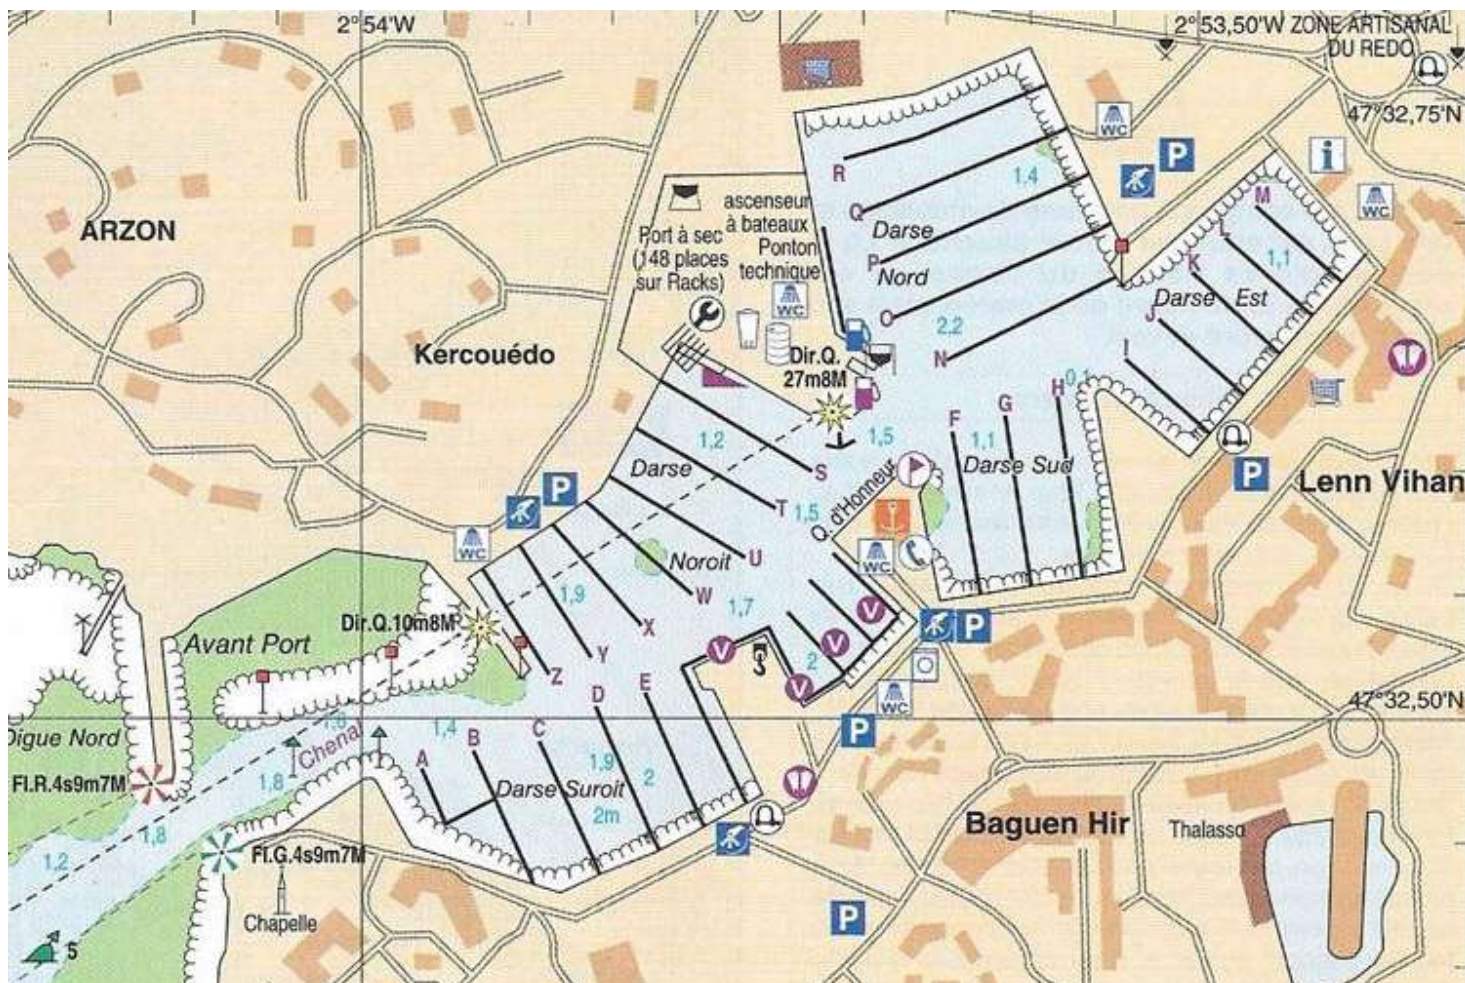 2°54'W
2°53,50'W ZONE ARTISANAL
DU REDO
47°32,75'N
WC
P
i
WC
R
1,4
M
ARZON
ascenseur
à bateaux
Port à sec
(148 places
sur Racks)
Ponton
technique
WC
Q
Darse
Nord
P
L
K
1,1
Darse Est
J
O
2,2
N
I
Kercouédo
Dir.Q.
27m8M
H
0,1
F
G
1,2
1,5
1,1
Darse
S
Darse Sud
P
P
Lenn Vihan
T
1,5
Q. d'Honneur
WC
WC
Noroit
U
1,9
W
1,7
V
P
Dir.Q.10m8M
X
V
V
2
Avant Port
Y
Z
D
E
V
WC
47°32,50'N
P
1,6
Chenal
1,4
A
B
C
Digue Nord
Fl.R.4s9m7M
1,8
1,9
2
Darse Suroit
2m
Baguen Hir
Thalasso
1,8
1,2
Fl.G.4s9m7M
Chapelle
P
5